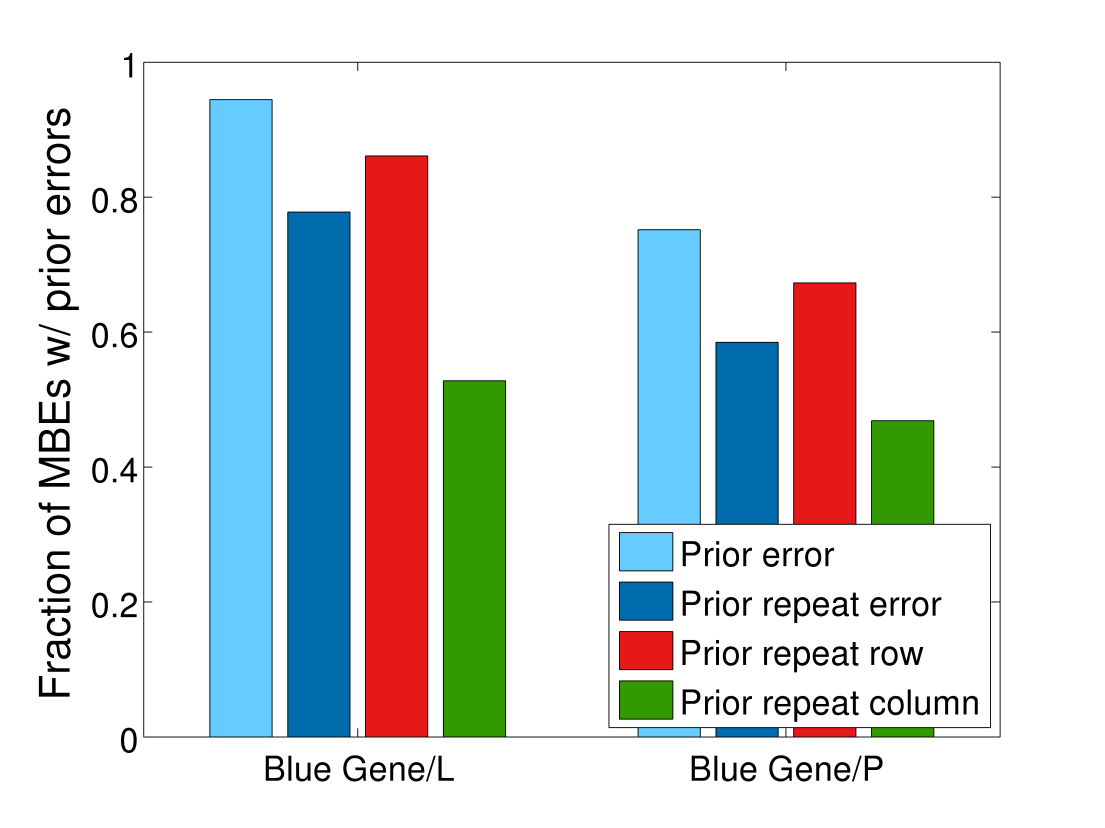 Fraction of MBEs w/ prior errors
1
0.8
0.6
0.4
0.2
0
Prior error
Prior repeat error
Prior repeat row
Prior repeat column
Blue Gene/L
Blue Gene/P